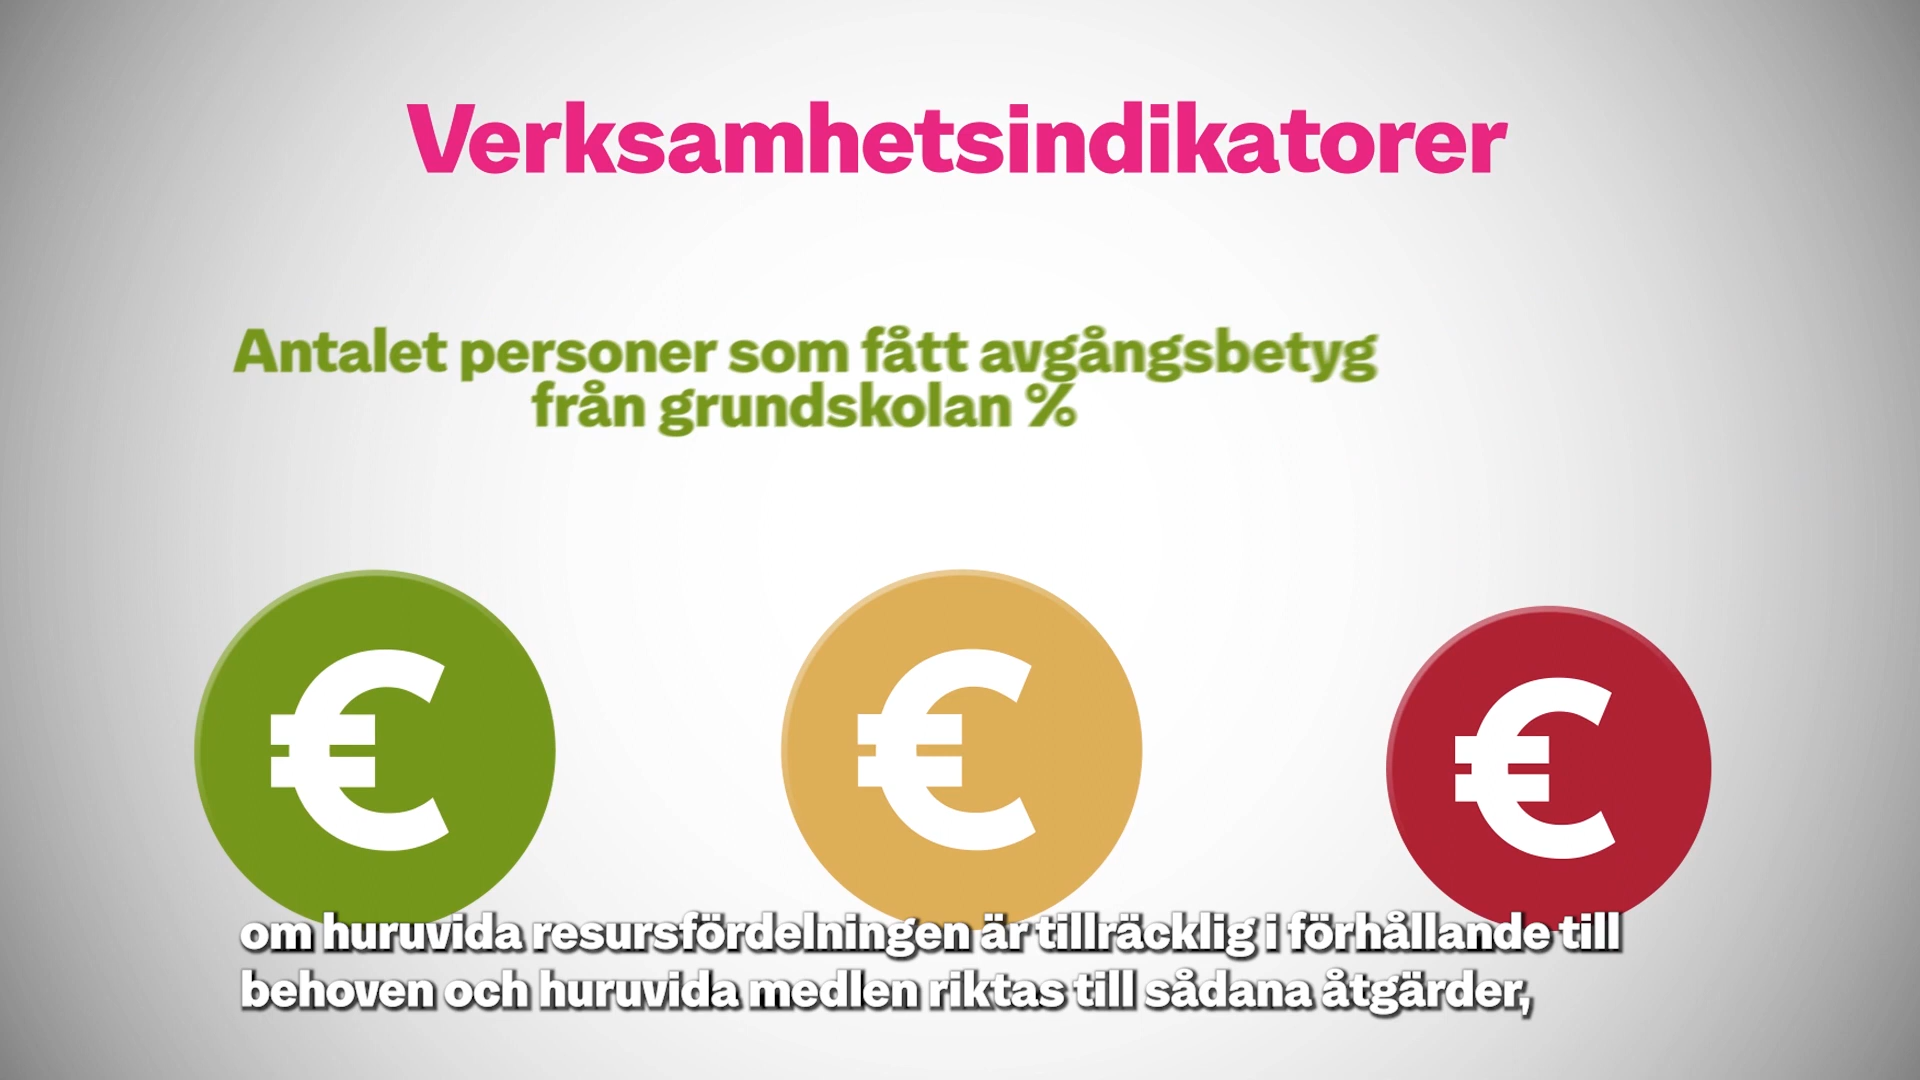 Verksamhetsindikatorer
Antalet personer som fått avgångsbetyg
från grundskolan %
€ € €
om huruvida resursfördelningen är tillräcklig i förhållande till
behoven och huruvida medlen riktas till sådana åtgärder,